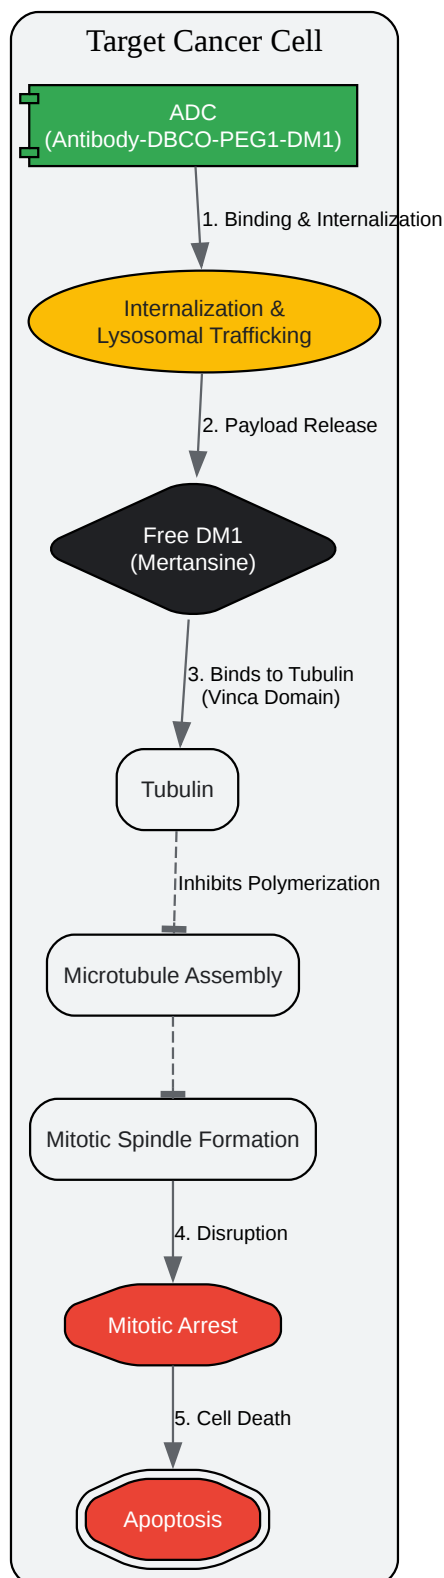 Target Cancer Cell
ADC
(Antibody-DBCO-PEG1-DM1)
1. Binding & Internalization
Internalization &
Lysosomal Trafficking
2. Payload Release
Free DM1
(Mertansine)
3. Binds to Tubulin
(Vinca Domain)
Tubulin
Inhibits Polymerization
Microtubule Assembly
Mitotic Spindle Formation
4. Disruption
Mitotic Arrest
5. Cell Death
Apoptosis